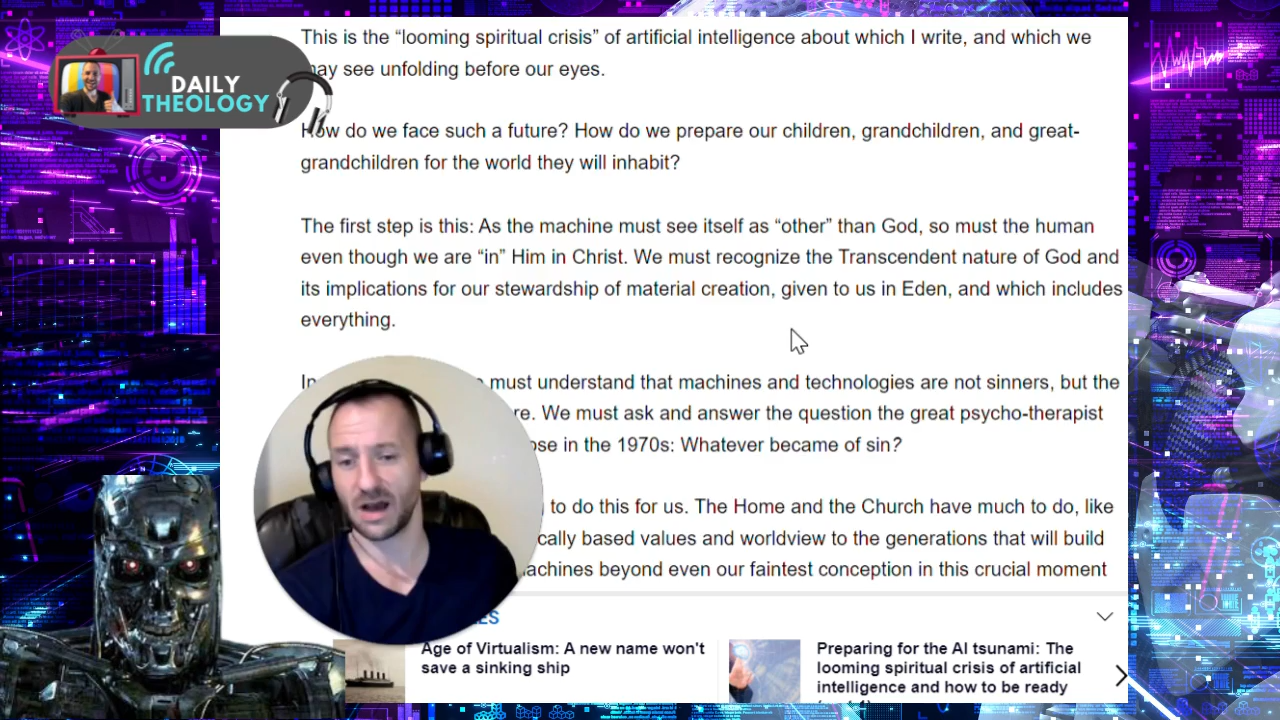 This is the “looming spiritual crisis” of artificial intelligence about which I write, and which we
may see unfolding before our eyes.
DAILY
THEOLOGY
How do we face such a future? How do we prepare our children, grandchildren, and great-
grandchildren for the world they will inhabit?
The first step is this: As the machine must see itself as “other” than God, so must the human
even though we are “in” Him in Christ. We must recognize the Transcendent nature of God and
its implications for our stewardship of material creation, given to us in Eden, and which includes
everything.
must understand that machines and technologies are not sinners, but the
We must ask and answer the question the great psycho-therapist
in the 1970s: Whatever became of sin?
to do this for us. The Home and the Church have much to do, like
based values and worldview to the generations that will build
beyond even our faintest conception in this crucial moment
Age of Virtualism: A new name won't
save a sinking ship
Preparing for the AI tsunami: The
looming spiritual crisis of artificial
intelligence and how to be ready